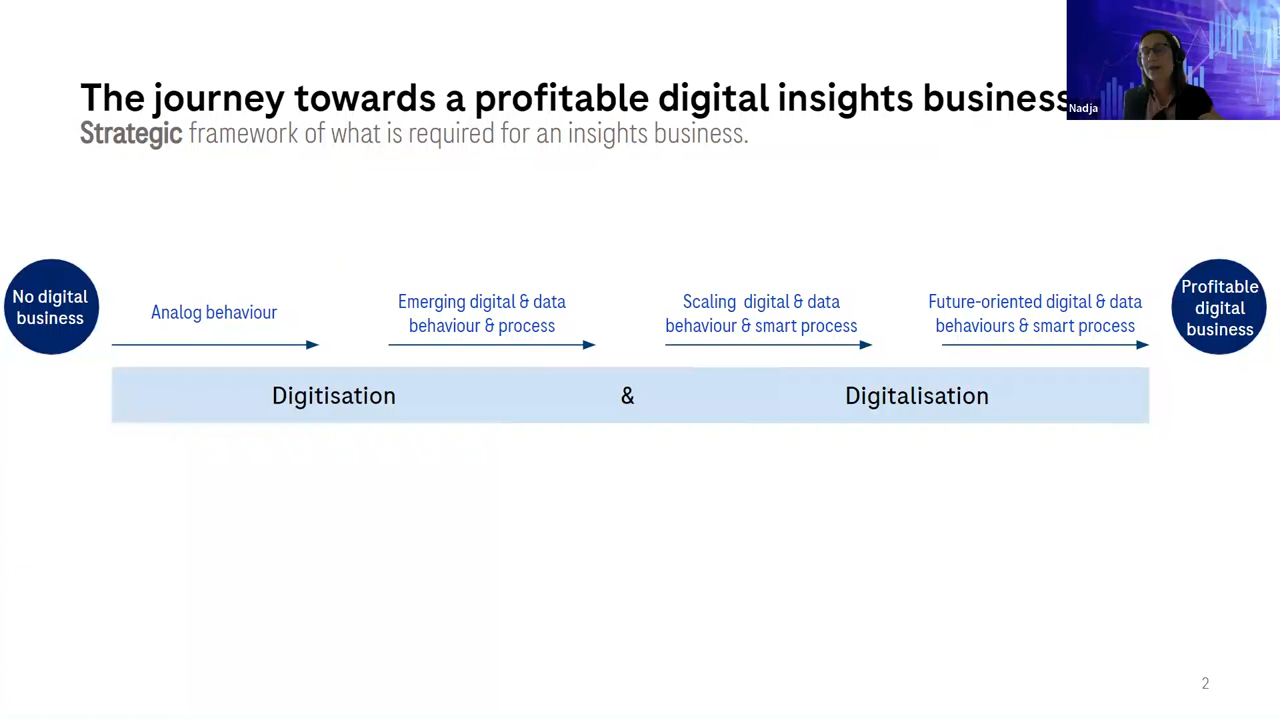 The journey towards a profitable digital insights business
Strategic framework of what is required for an insights business.
Nadja
No digital
business
Analog behaviour
Emerging digital & data
behaviour & process
Scaling digital & data
behaviour & smart process
Future-oriented digital & data
behaviours & smart process
Profitable
digital
business
Digitisation & Digitalisation
2